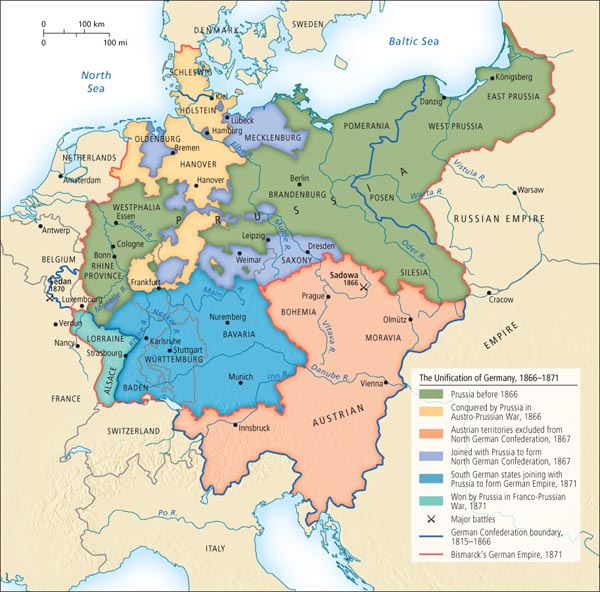 0 100 km
0 100 mi
DENMARK
SWEDEN
Baltic Sea
North
Sea
SCHLESWIG
Kiel
HOLSTEIN
Lübeck
Hamburg
MECKLENBURG
Königsberg
EAST PRUSSIA
Danzig
WEST PRUSSIA
POMERANIA
OLDENBURG
Bremen
Elbe R.
NETHERLANDS
HANOVER
Amsterdam
Hanover
Berlin
BRANDENBURG
POSEN
Vistula R.
Warta R.
Warsaw
RUSSIAN EMPIRE
PRUSSIA
WESTPHALIA
Essen
Ruhr R.
Antwerp
Cologne
BELGIUM
Bonn
RHINE
PROVINCE
Leipzig
Elbe R.
Dresden
Weimar
SAXONY
Oder R.
SILESIA
Sedan
1870
Luxembourg
Moselle R.
Frankfurt
Main R.
Sadowa
1866
Prague
BOHEMIA
Cracow
Verdun
LORRAINE
Nancy
Strasbourg
ALSACE
Rhine R.
Neckar R.
Karlsruhe
Stuttgart
WÜRTTEMBERG
BADEN
Nuremberg
BAVARIA
Vltava R.
Olmütz
MORAVIA
Munich
Inn R.
Danube R.
Vienna
FRANCE
SWITZERLAND
Innsbruck
AUSTRIAN
EMPIRE
Po R.
ITALY
The Unification of Germany, 1866–1871
Prussia before 1866
Conquered by Prussia in
Austro-Prussian War, 1866
Austrian territories excluded from
North German Confederation, 1867
Joined with Prussia to form
North German Confederation, 1867
South German states joining with
Prussia to form German Empire, 1871
Won by Prussia in Franco-Prussian
War, 1871
Major battles
German Confederation boundary,
1815–1866
Bismarck's German Empire, 1871